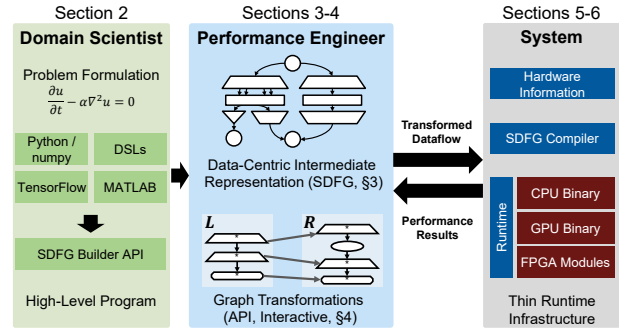 Section 2
Domain Scientist
Problem Formulation
∂u/∂t − α∇²u = 0
Python / numpy
DSLs
TensorFlow
MATLAB
SDFG Builder API
High-Level Program
Sections 3-4
Performance Engineer
Data-Centric Intermediate
Representation (SDFG, §3)
L
R
*
*
*
*
*
*
Graph Transformations
(API, Interactive, §4)
Transformed
Dataflow
Performance
Results
Sections 5-6
System
Hardware
Information
SDFG Compiler
Runtime
CPU Binary
GPU Binary
FPGA Modules
Thin Runtime
Infrastructure